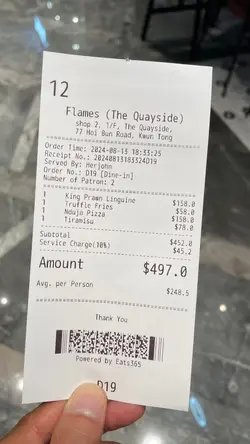 12
Flames (The Quayside)
shop 2, 1/F, The Quayside,
77 Hoi Bun Road, Kwun Tong
Order Time: 2024-08-13 18:33:25
Receipt No.: 20240813183324D19
Served By: Herjohn
Order No.: D19 [Dine-in]
Number of Patron: 2
1 King Prawn Linguine $158.0
1 Truffle Fries $58.0
1 Nduja Pizza $158.0
1 Tiramisu $78.0
Subtotal $452.0
Service Charge(10%) $45.2
Amount $497.0
Avg. per Person $248.5
Thank You
Powered by Eats365
D19